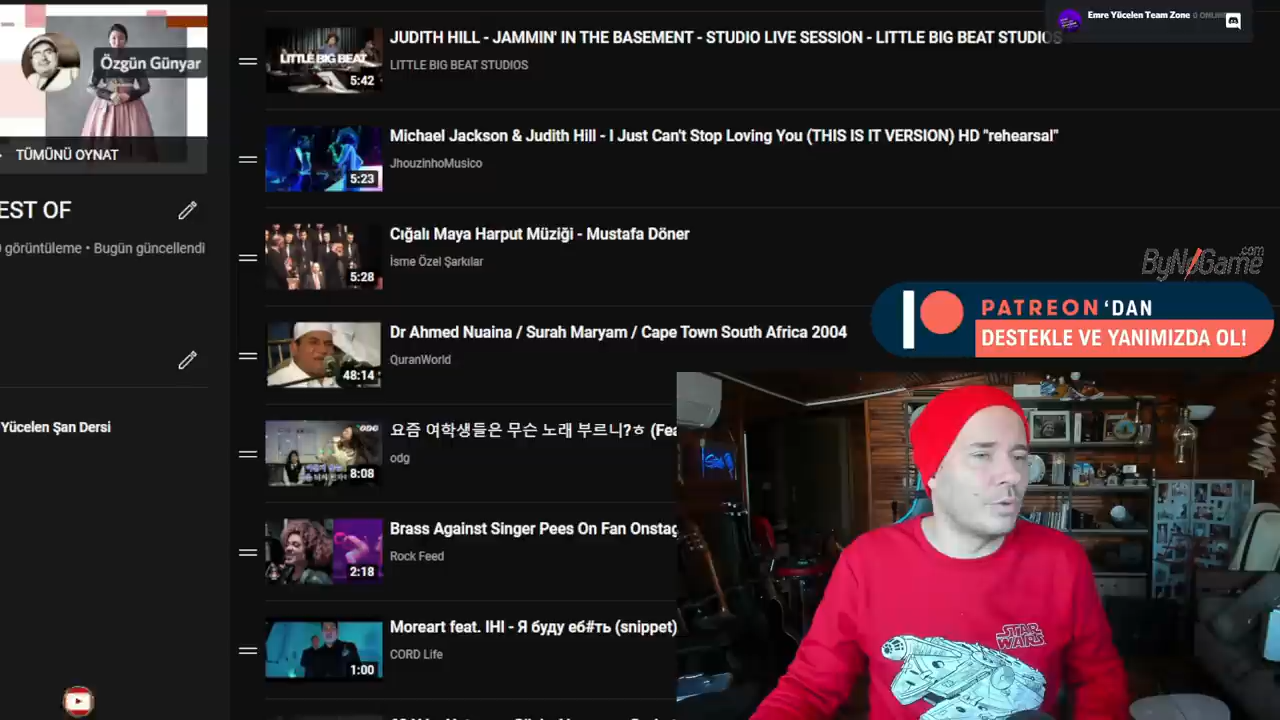 Emre Yücelen Team Zone
Özgün Günyar
TÜMÜNÜ OYNAT
EST OF
görüntüleme • Bugün güncellendi
Yücelen Şan Dersi
LITTLE BIG BEAT
5:42
JUDITH HILL - JAMMIN' IN THE BASEMENT - STUDIO LIVE SESSION - LITTLE BIG BEAT STUDIOS
LITTLE BIG BEAT STUDIOS
5:23
Michael Jackson & Judith Hill - I Just Can't Stop Loving You (THIS IS IT VERSION) HD "rehearsal"
JhouzinhoMusico
5:28
Cığalı Maya Harput Müziği - Mustafa Döner
İsme Özel Şarkılar
48:14
Dr Ahmed Nuaina / Surah Maryam / Cape Town South Africa 2004
QuranWorld
8:08
요즘 여학생들은 무슨 노래 부르니?ㅎ (Fea
odg
2:18
Brass Against Singer Pees On Fan Onstag
Rock Feed
1:00
Moreart feat. IHI - Я буду еб#ть (snippet)
CORD Life
ByNoGame.com
PATREON ‘DAN
DESTEKLE VE YANIMIZDA OL!
STAR
WARS